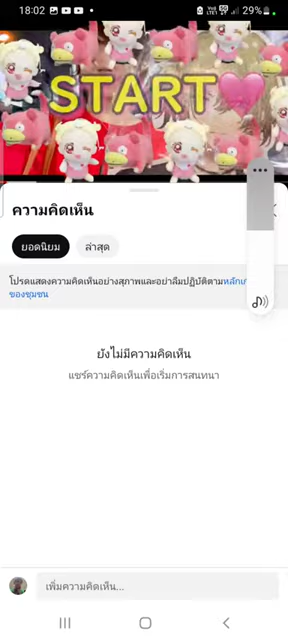 18:02
29%
START
ความคิดเห็น
ยอดนิยม
ล่าสุด
โปรดแสดงความคิดเห็นอย่างสุภาพและอย่าลืมปฏิบัติตามหลักเก
ของชุมชน
ยังไม่มีความคิดเห็น
แชร์ความคิดเห็นเพื่อเริ่มการสนทนา
เพิ่มความคิดเห็น...